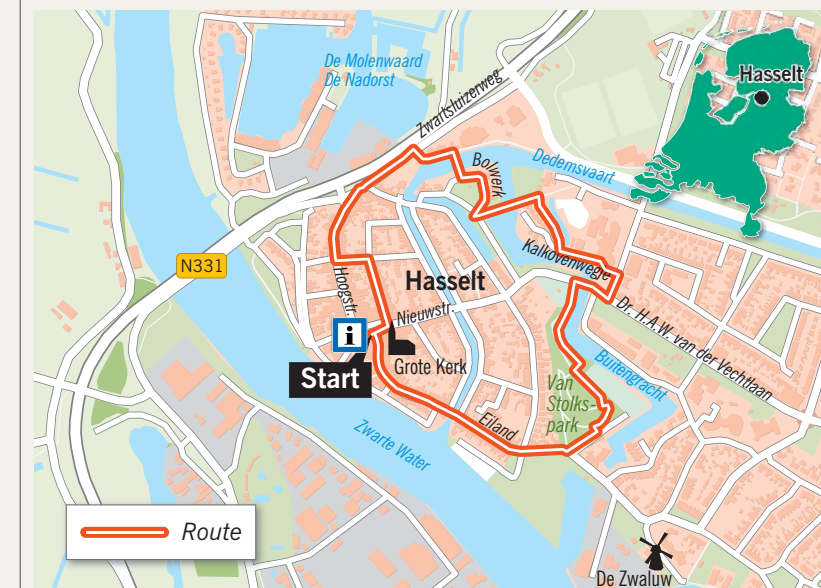 De Molenwaard
De Nadorst
Zwartsluizerweg
Hasselt
Bolwerk
Dedemsvaart
N331
Hoogstr.
Hasselt
Kalkovenwegje
Nieuwstr.
Dr. H.A.W. van der Vechtlaan
i
Start
Grote Kerk
Buitengracht
Van
Stolks-
park
Eiland
Zwarte Water
Route
De Zwaluw